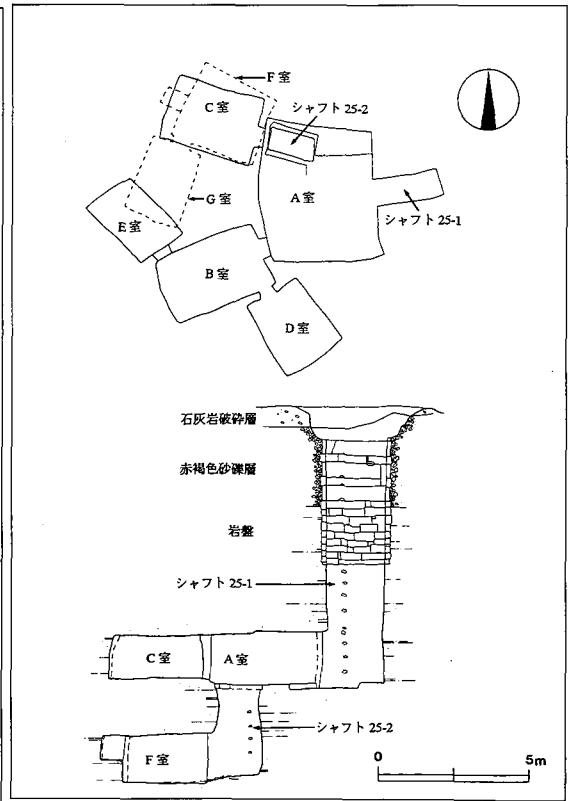 F室
C室
シャフト 25-2
A室
G室
シャフト 25-1
E室
B室
D室
石灰岩破砕層
赤褐色砂礫層
岩盤
シャフト 25-1
C室
A室
シャフト 25-2
F室
0
5m